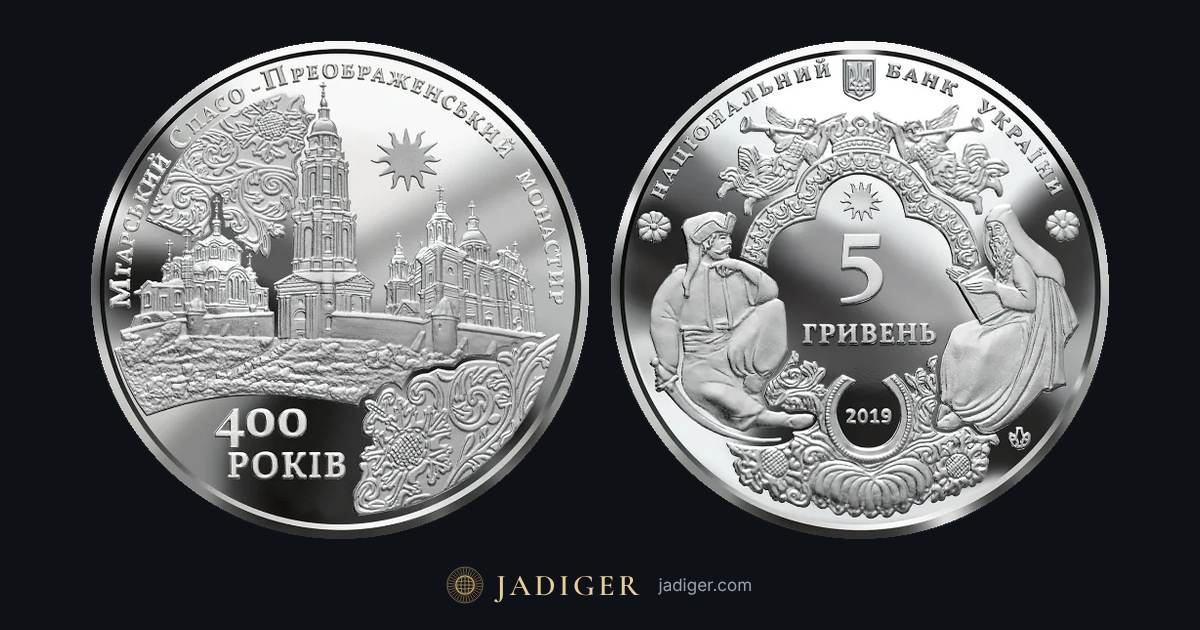 Мгарський Спасо-Преображенський монастир
400
РОКІВ
НАЦІОНАЛЬНИЙ БАНК УКРАЇНИ
5
ГРИВЕНЬ
2019
JADIGER jadiger.com